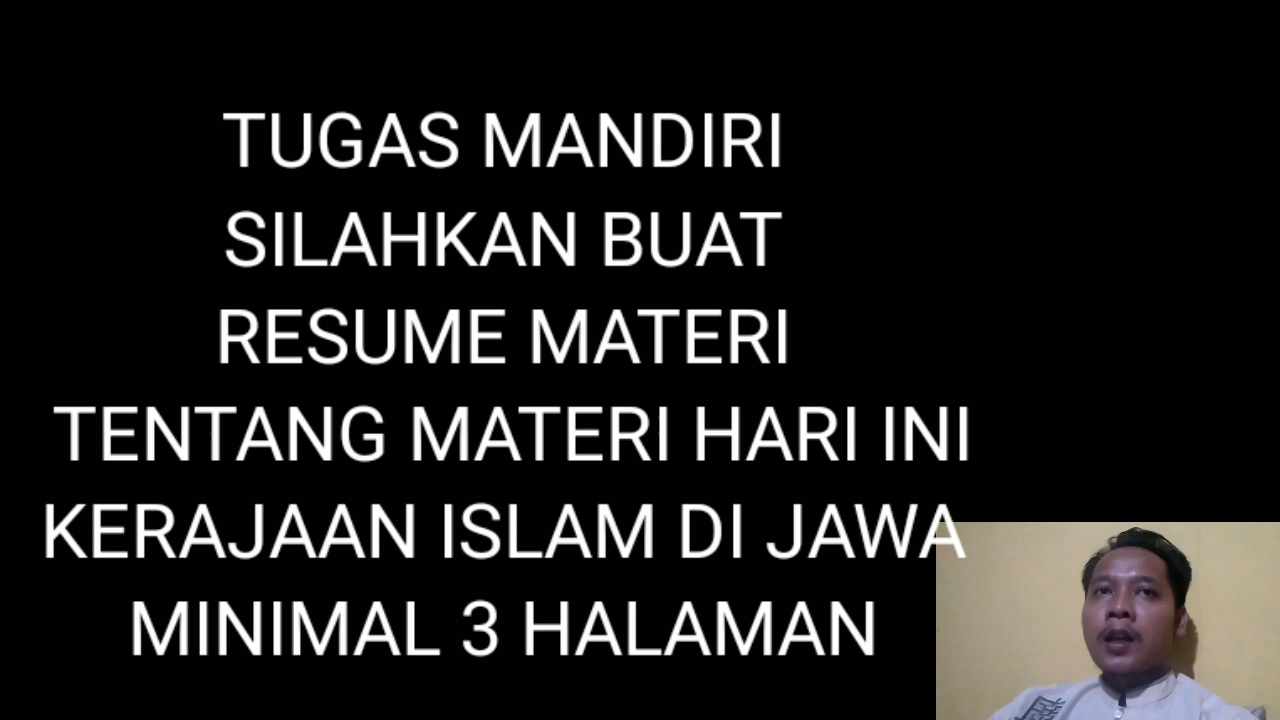 TUGAS MANDIRI
SILAHKAN BUAT
RESUME MATERI
TENTANG MATERI HARI INI
KERAJAAN ISLAM DI JAWA
MINIMAL 3 HALAMAN